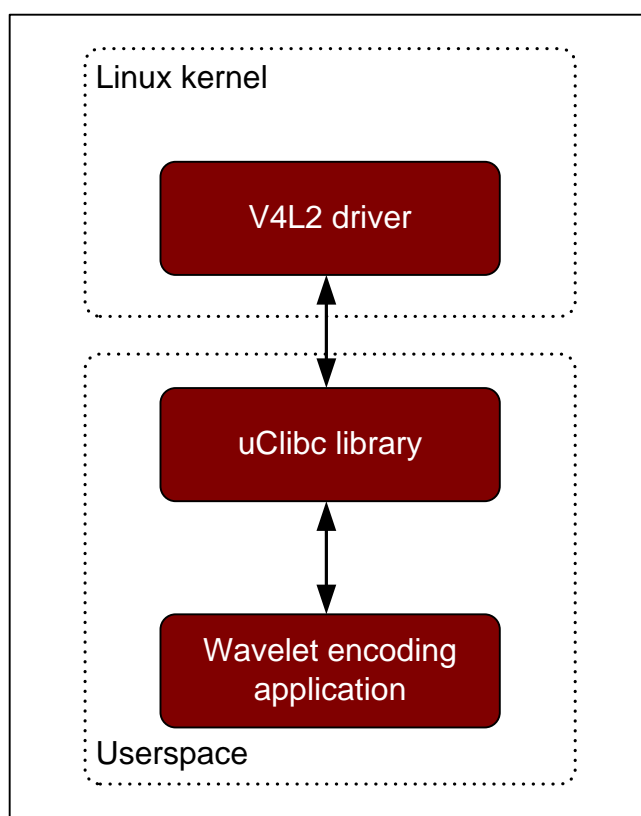 Linux kernel
V4L2 driver
uClibc library
Wavelet encoding
application
Userspace